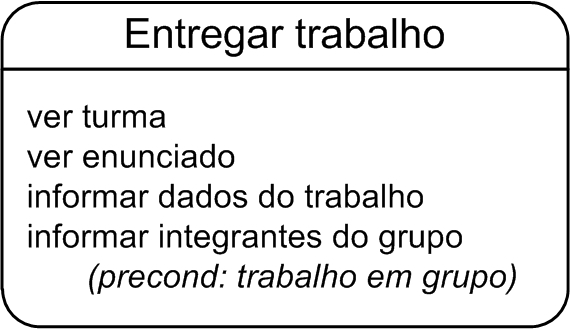 Entregar trabalho
ver turma
ver enunciado
informar dados do trabalho
informar integrantes do grupo
(precond: trabalho em grupo)